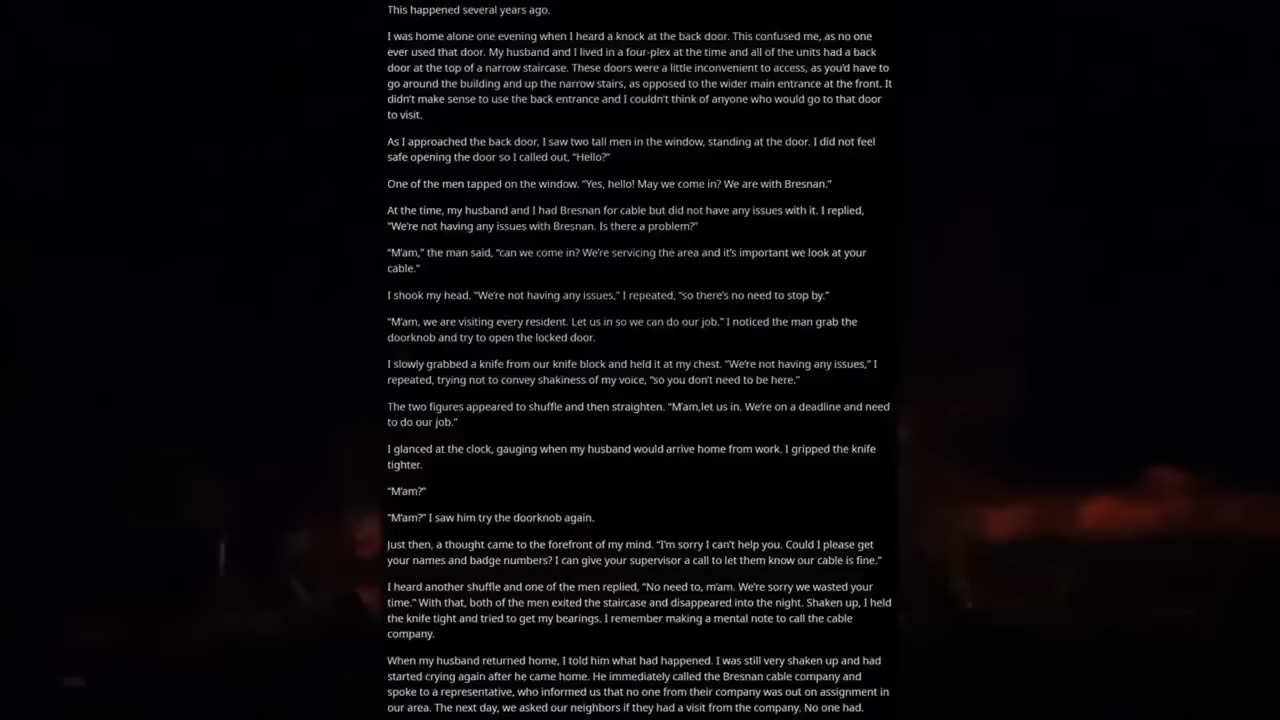 This happened several years ago.
I was home alone one evening when I heard a knock at the back door. This confused me, as no one
ever used that door. My husband and I lived in a four-plex at the time and all of the units had a back
door at the top of a narrow staircase. These doors were a little inconvenient to access, as you'd have to
go around the building and up the narrow stairs, as opposed to the wider main entrance at the front. It
didn't make sense to use the back entrance and I couldn't think of anyone who would go to that door
to visit.
As I approached the back door, I saw two tall men in the window, standing at the door. I did not feel
safe opening the door so I called out, “Hello?”
One of the men tapped on the window. “Yes, hello! May we come in? We are with Bresnan.”
At the time, my husband and I had Bresnan for cable but did not have any issues with it. I replied,
“We're not having any issues with Bresnan. Is there a problem?”
“M'am,” the man said, “can we come in? We're servicing the area and it's important we look at your
cable.”
I shook my head. “We're not having any issues,” I repeated, “so there's no need to stop by.”
“M'am, we are visiting every resident. Let us in so we can do our job.” I noticed the man grab the
doorknob and try to open the locked door.
I slowly grabbed a knife from our knife block and held it at my chest. “We're not having any issues,” I
repeated, trying not to convey shakiness of my voice, “so you don't need to be here.”
The two figures appeared to shuffle and then straighten. “M'am,let us in. We're on a deadline and need
to do our job.”
I glanced at the clock, gauging when my husband would arrive home from work. I gripped the knife
tighter.
“M'am?”
“M'am?” I saw him try the doorknob again.
Just then, a thought came to the forefront of my mind. “I'm sorry I can't help you. Could I please get
your names and badge numbers? I can give your supervisor a call to let them know our cable is fine.”
I heard another shuffle and one of the men replied, “No need to, m'am. We're sorry we wasted your
time.” With that, both of the men exited the staircase and disappeared into the night. Shaken up, I held
the knife tight and tried to get my bearings. I remember making a mental note to call the cable
company.
When my husband returned home, I told him what had happened. I was still very shaken up and had
started crying again after he came home. He immediately called the Bresnan cable company and
spoke to a representative, who informed us that no one from their company was out on assignment in
our area. The next day, we asked our neighbors if they had a visit from the company. No one had.